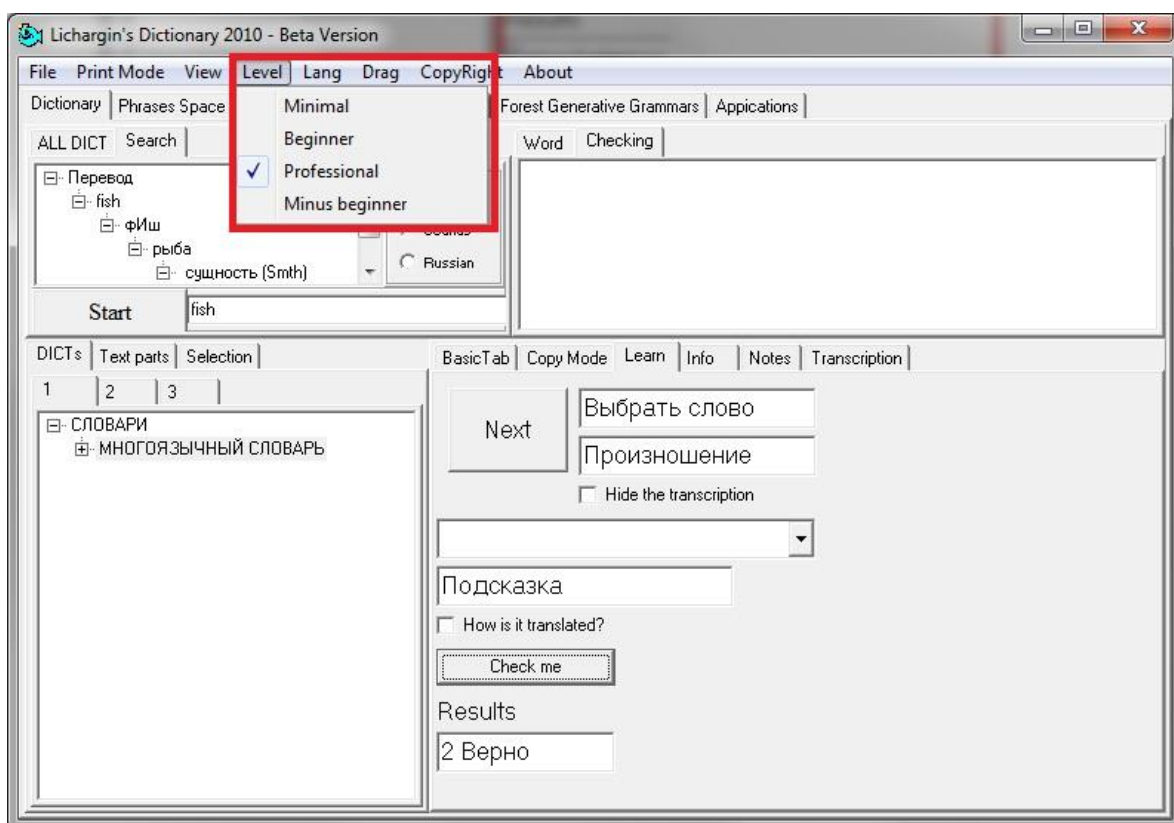 Lichargin's Dictionary 2010 - Beta Version
File Print Mode View Level Lang Drag CopyRight About
Dictionary Phrases Space Forest Generative Grammars Appications
Minimal
Beginner
Professional
Minus beginner
ALL DICT Search
Word Checking
Перевод
fish
фИш
рыба
сущность (Smth)
Russian
Start fish
DICTs Text parts Selection
1 2 3
СЛОВАРИ
МНОГОЯЗЫЧНЫЙ СЛОВАРЬ
BasicTab Copy Mode Learn Info Notes Transcription
Next
Выбрать слово
Произношение
Hide the transcription
Подсказка
How is it translated?
Check me
Results
2 Верно